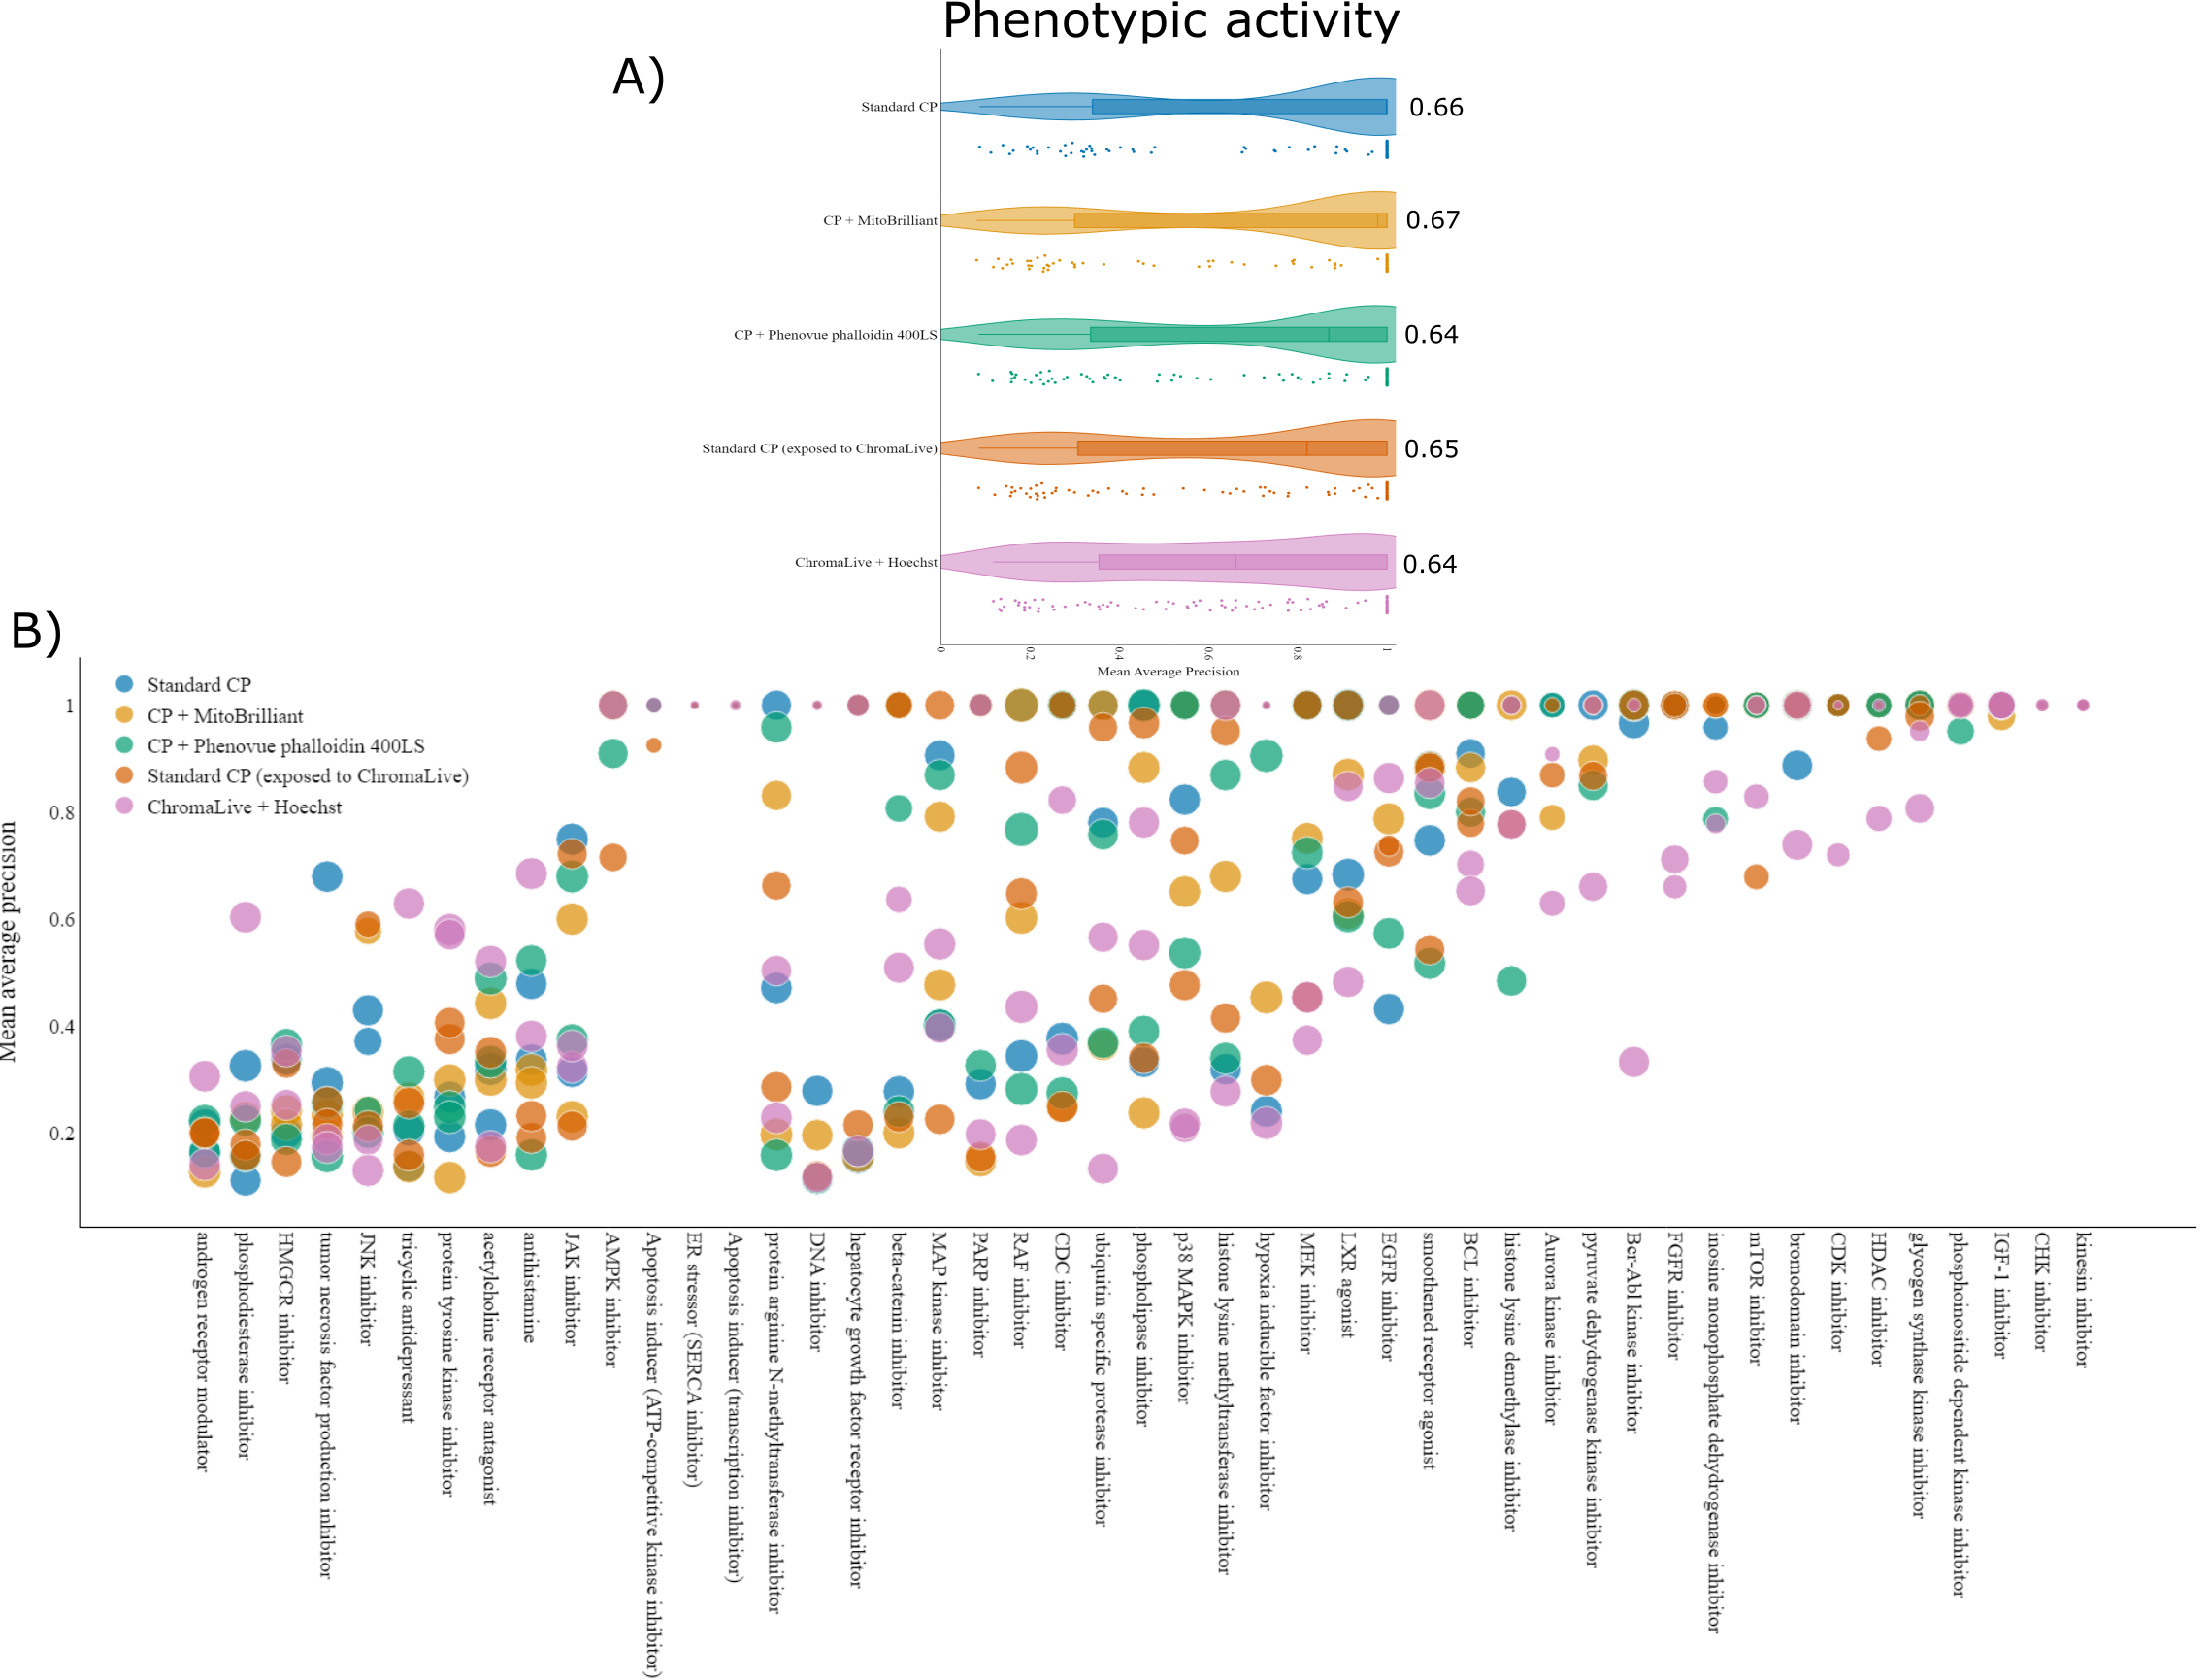 Phenotypic activity
A)
Standard CP
0.66
CP + MitoBrilliant
0.67
CP + Phenovue phalloidin 400LS
0.64
Standard CP (exposed to ChromaLive)
0.65
ChromaLive + Hoechst
0.64
0
0.2
0.4
0.6
0.8
1
Mean Average Precision
B)
Standard CP
CP + MitoBrilliant
CP + Phenovue phalloidin 400LS
Standard CP (exposed to ChromaLive)
ChromaLive + Hoechst
Mean average precision
1
0.8
0.6
0.4
0.2
androgen receptor modulator
phosphodiesterase inhibitor
HMGCR inhibitor
tumor necrosis factor production inhibitor
JNK inhibitor
tricyclic antidepressant
protein tyrosine kinase inhibitor
acetylcholine receptor antagonist
antihistamine
JAK inhibitor
AMPK inhibitor
Apoptosis inducer (ATP-competitive kinase inhibitor)
ER stressor (SERCA inhibitor)
Apoptosis inducer (transcription inhibitor)
protein arginine N-methyltransferase inhibitor
DNA inhibitor
hepatocyte growth factor receptor inhibitor
beta-catenin inhibitor
MAP kinase inhibitor
PARP inhibitor
RAF inhibitor
CDC inhibitor
ubiquitin specific protease inhibitor
phospholipase inhibitor
p38 MAPK inhibitor
histone lysine methyltransferase inhibitor
hypoxia inducible factor inhibitor
MEK inhibitor
LXR agonist
EGFR inhibitor
smoothened receptor agonist
BCL inhibitor
histone lysine demethylase inhibitor
Aurora kinase inhibitor
pyruvate dehydrogenase kinase inhibitor
Bcr-Abl kinase inhibitor
FGFR inhibitor
inosine monophosphate dehydrogenase inhibitor
mTOR inhibitor
bromodomain inhibitor
CDK inhibitor
HDAC inhibitor
glycogen synthase kinase inhibitor
phosphoinositide dependent kinase inhibitor
IGF-1 inhibitor
CHK inhibitor
kinesin inhibitor